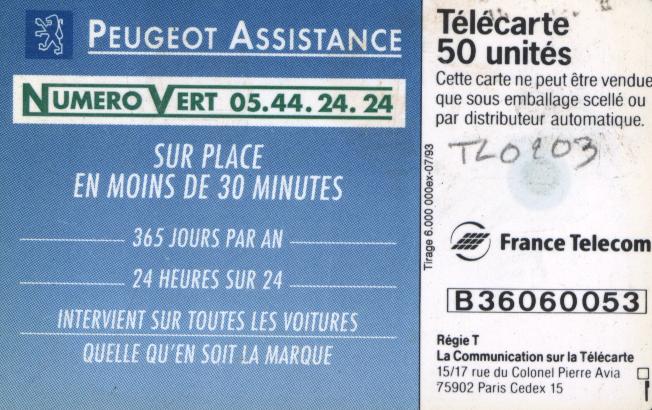 PEUGEOT ASSISTANCE
NUMERO VERT 05.44.24.24
SUR PLACE
EN MOINS DE 30 MINUTES
365 JOURS PAR AN
24 HEURES SUR 24
INTERVIENT SUR TOUTES LES VOITURES
QUELLE QU'EN SOIT LA MARQUE
Télécarte
50 unités
Cette carte ne peut être vendue
que sous emballage scellé ou
par distributeur automatique.
Tirage 6.000 000ex-07/93
France Telecom
B36060053
Régie T
La Communication sur la Télécarte
15/17 rue du Colonel Pierre Avia
75902 Paris Cedex 15